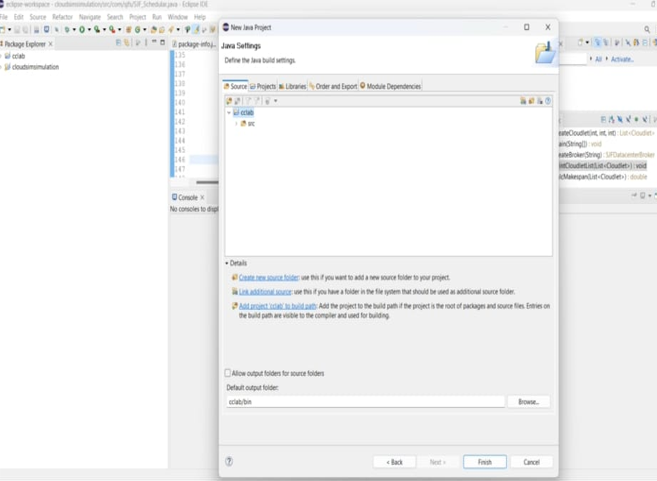 eclipse-workspace - cloudsimsimulation/src/com/sjfs/SJF_Schedular.java - Eclipse IDE
File Edit Source Refactor Navigate Search Project Run Window Help
Package Explorer
package-info.j...
cclab
cloudsimsimulation
135
136
137
138
139
140
141
142
143
144
145
146
147
Console
No consoles to displ
New Java Project
Java Settings
Define the Java build settings.
Source Projects Libraries Order and Export Module Dependencies
cclab
src
Details
Create new source folder: use this if you want to add a new source folder to your project.
Link additional source: use this if you have a folder in the file system that should be used as additional source folder.
Add project 'cclab' to build path: Add the project to the build path if the project is the root of packages and source files. Entries on
the build path are visible to the compiler and used for building.
Allow output folders for source folders
Default output folder:
cclab/bin
Browse...
< Back Next > Finish Cancel
All Activate...
eateCloudlet(int, int, int) : List<Cloudlet>
ain(String[]) : void
eateBroker(String) : SJFDatacenterBroker
intCloudletList(List<Cloudlet>) : void
lcMakespan(List<Cloudlet>) : double